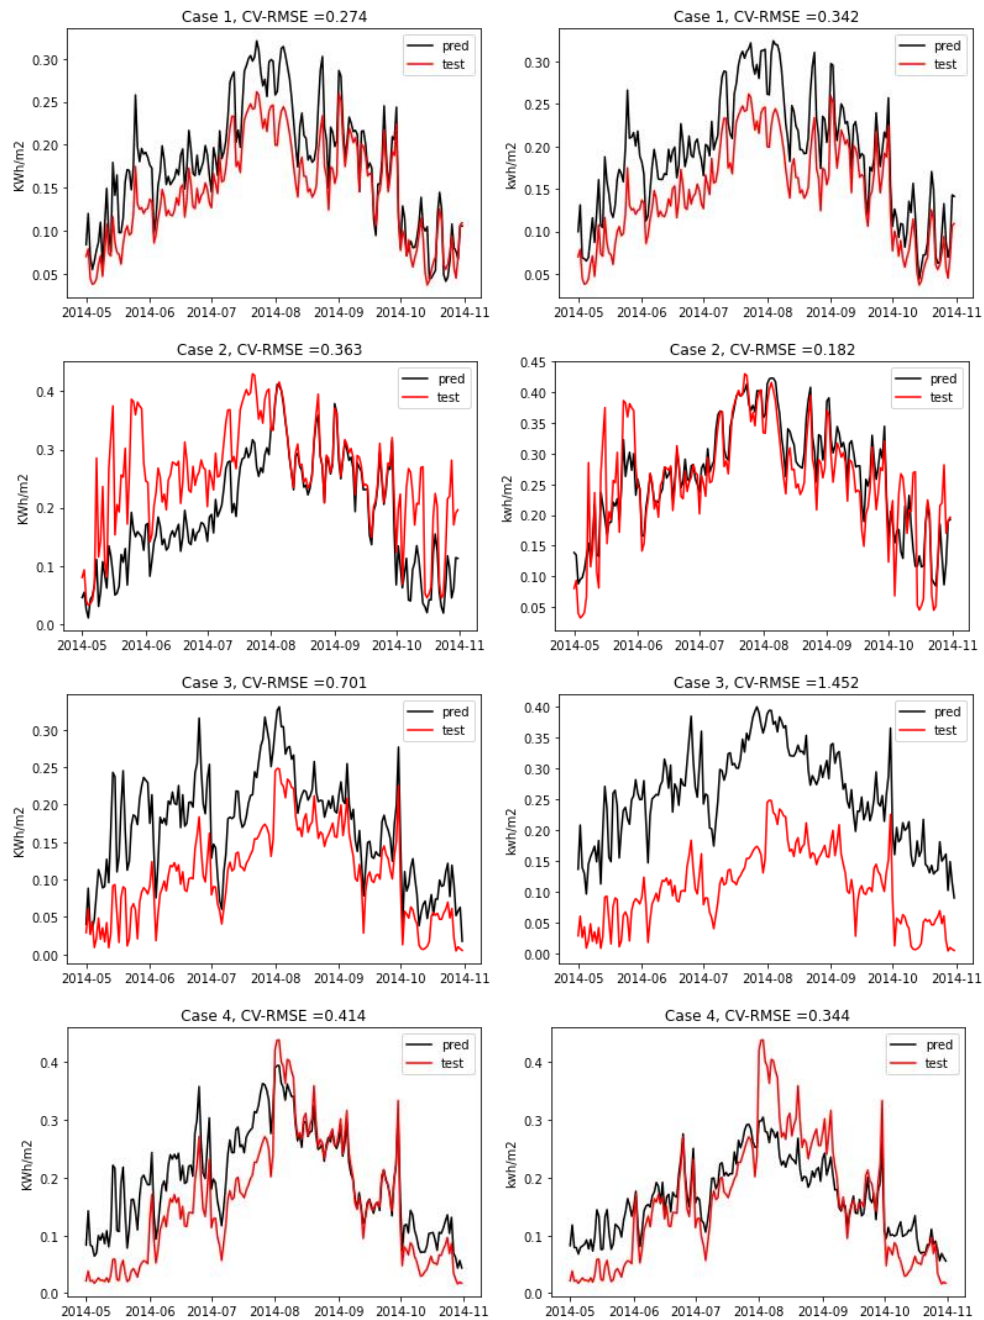 Case 1, CV-RMSE =0.274
KWh/m2
0.30
0.25
0.20
0.15
0.10
0.05
pred
test
2014-05 2014-06 2014-07 2014-08 2014-09 2014-10 2014-11
Case 1, CV-RMSE =0.342
kwh/m2
0.30
0.25
0.20
0.15
0.10
0.05
pred
test
2014-05 2014-06 2014-07 2014-08 2014-09 2014-10 2014-11
Case 2, CV-RMSE =0.363
KWh/m2
0.4
0.3
0.2
0.1
0.0
pred
test
2014-05 2014-06 2014-07 2014-08 2014-09 2014-10 2014-11
Case 2, CV-RMSE =0.182
kwh/m2
0.45
0.40
0.35
0.30
0.25
0.20
0.15
0.10
0.05
pred
test
2014-05 2014-06 2014-07 2014-08 2014-09 2014-10 2014-11
Case 3, CV-RMSE =0.701
KWh/m2
0.30
0.25
0.20
0.15
0.10
0.05
0.00
pred
test
2014-05 2014-06 2014-07 2014-08 2014-09 2014-10 2014-11
Case 3, CV-RMSE =1.452
kwh/m2
0.40
0.35
0.30
0.25
0.20
0.15
0.10
0.05
0.00
pred
test
2014-05 2014-06 2014-07 2014-08 2014-09 2014-10 2014-11
Case 4, CV-RMSE =0.414
KWh/m2
0.4
0.3
0.2
0.1
0.0
pred
test
2014-05 2014-06 2014-07 2014-08 2014-09 2014-10 2014-11
Case 4, CV-RMSE =0.344
kwh/m2
0.4
0.3
0.2
0.1
0.0
pred
test
2014-05 2014-06 2014-07 2014-08 2014-09 2014-10 2014-11